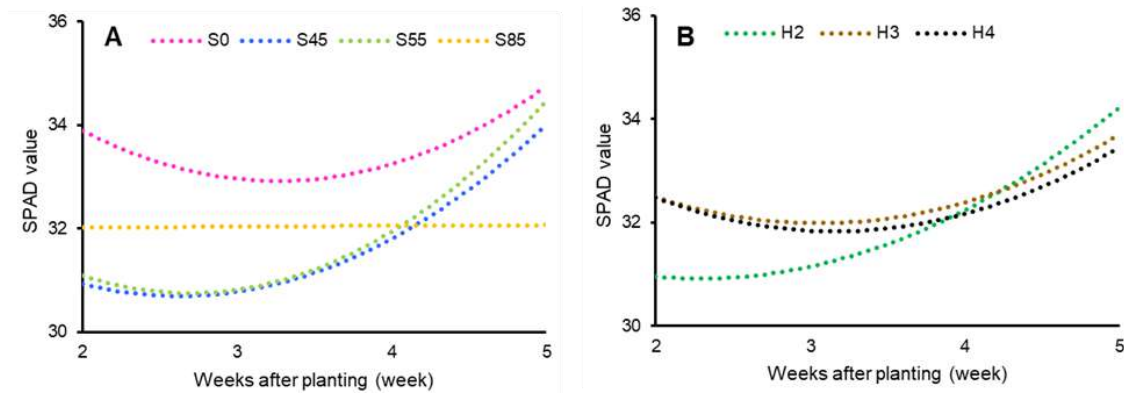 A S0 S45 S55 S85
36
34
32
30
SPAD value
2 3 4 5
Weeks after planting (week)
B H2 H3 H4
36
34
32
30
SPAD value
2 3 4 5
Weeks after planting (week)